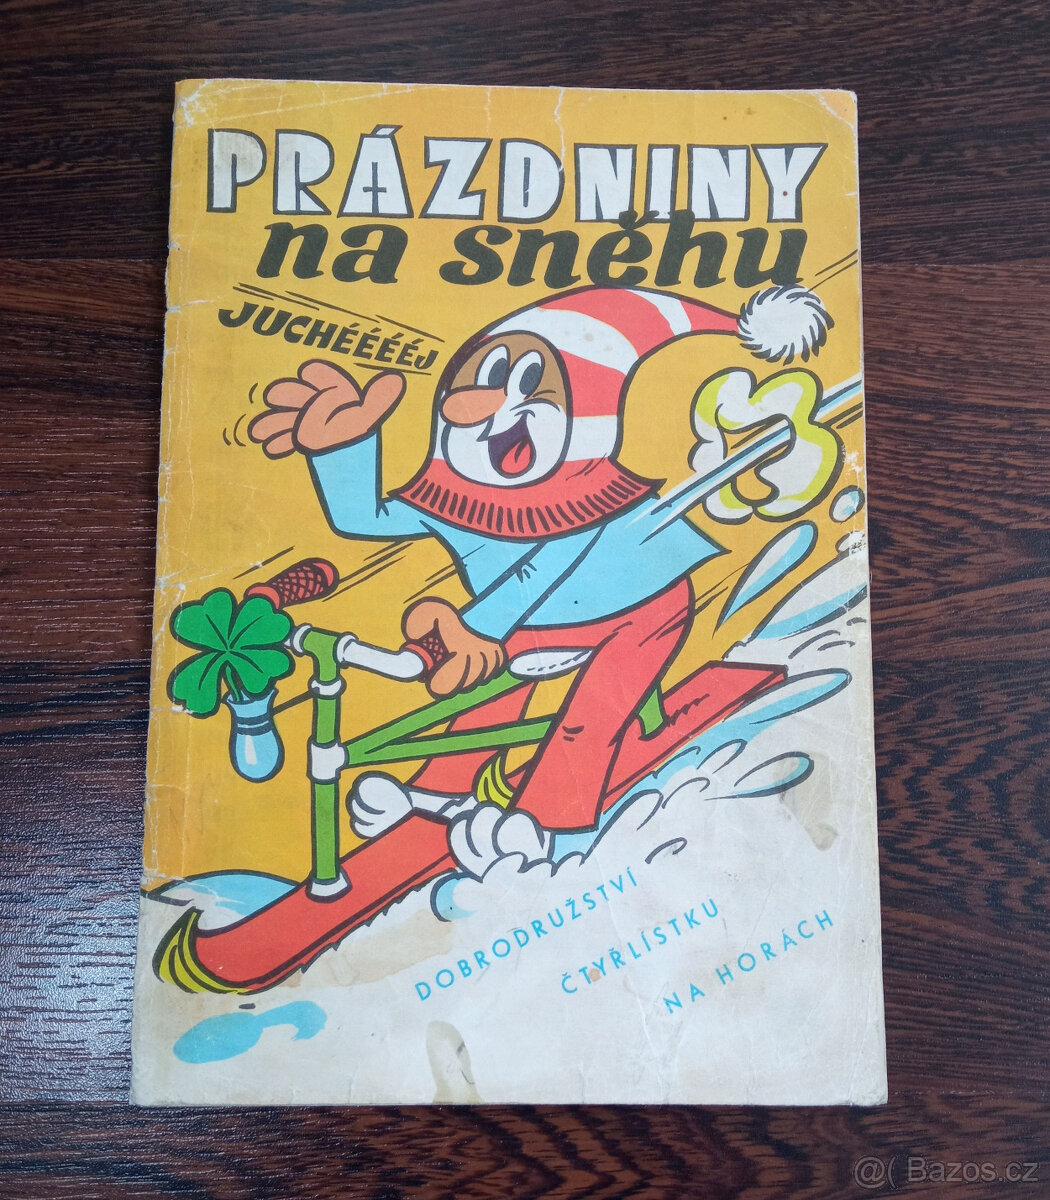 PRÁZDNINY
na sněhu
JUCHÉÉÉÉJ
DOBRODRUŽSTVÍ
ČTYŘLÍSTKU
NA HORÁCH
@( Bazos.cz